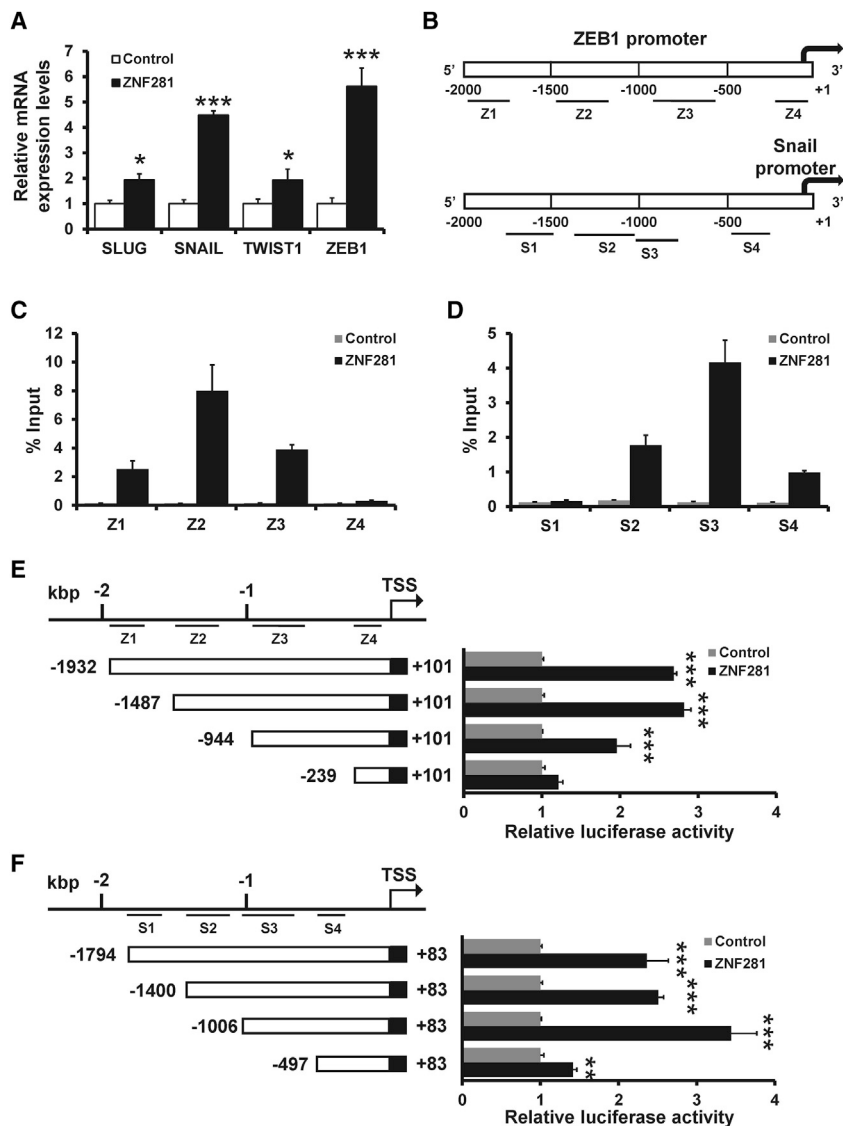 A
Relative mRNA
expression levels
7
6
5
4
3
2
1
0
Control
ZNF281
*
***
*
***
SLUG
SNAIL
TWIST1
ZEB1
B
ZEB1 promoter
5’
3’
-2000
-1500
-1000
-500
+1
Z1
Z2
Z3
Z4
Snail
promoter
5’
3’
-2000
-1500
-1000
-500
+1
S1
S2
S3
S4
C
% Input
12
10
8
6
4
2
0
Control
ZNF281
Z1
Z2
Z3
Z4
D
% Input
5
4
3
2
1
0
Control
ZNF281
S1
S2
S3
S4
E
kbp
-2
-1
TSS
Z1
Z2
Z3
Z4
-1932
+101
-1487
+101
-944
+101
-239
+101
Control
ZNF281
***
***
***
0
1
2
3
4
Relative luciferase activity
F
kbp
-2
-1
TSS
S1
S2
S3
S4
-1794
+83
-1400
+83
-1006
+83
-497
+83
Control
ZNF281
***
***
***
**
0
1
2
3
4
Relative luciferase activity